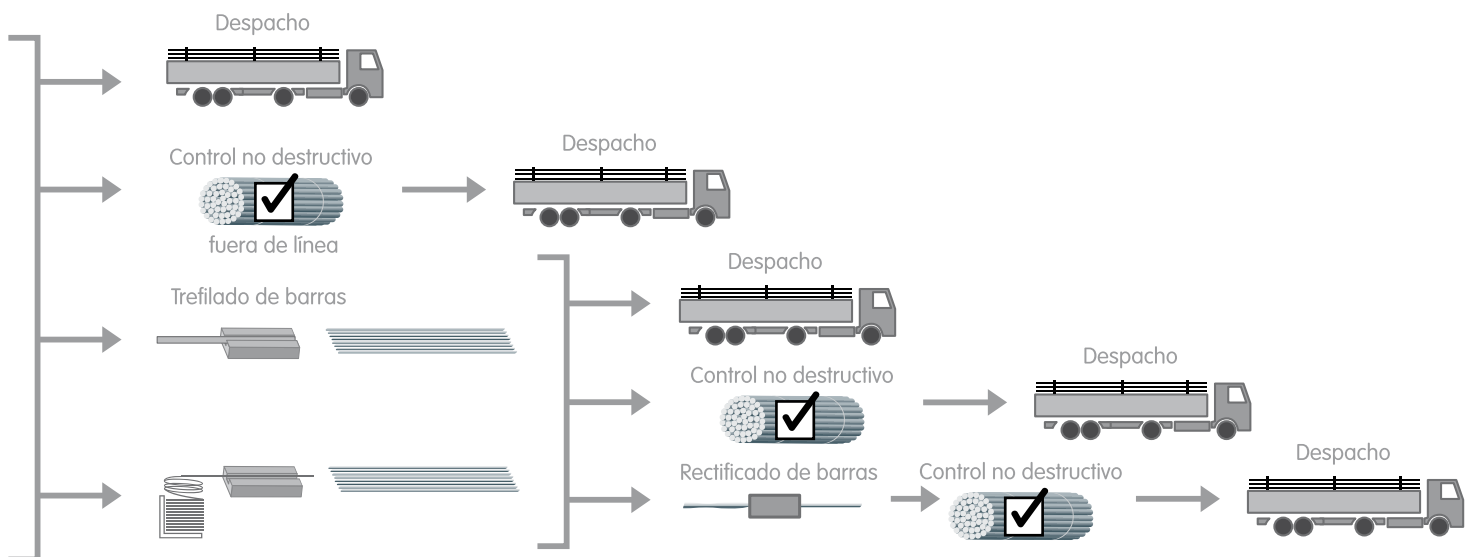 Despacho
Control no destructivo
fuera de línea
Despacho
Trefilado de barras
Despacho
Control no destructivo
Despacho
Rectificado de barras
Control no destructivo
Despacho